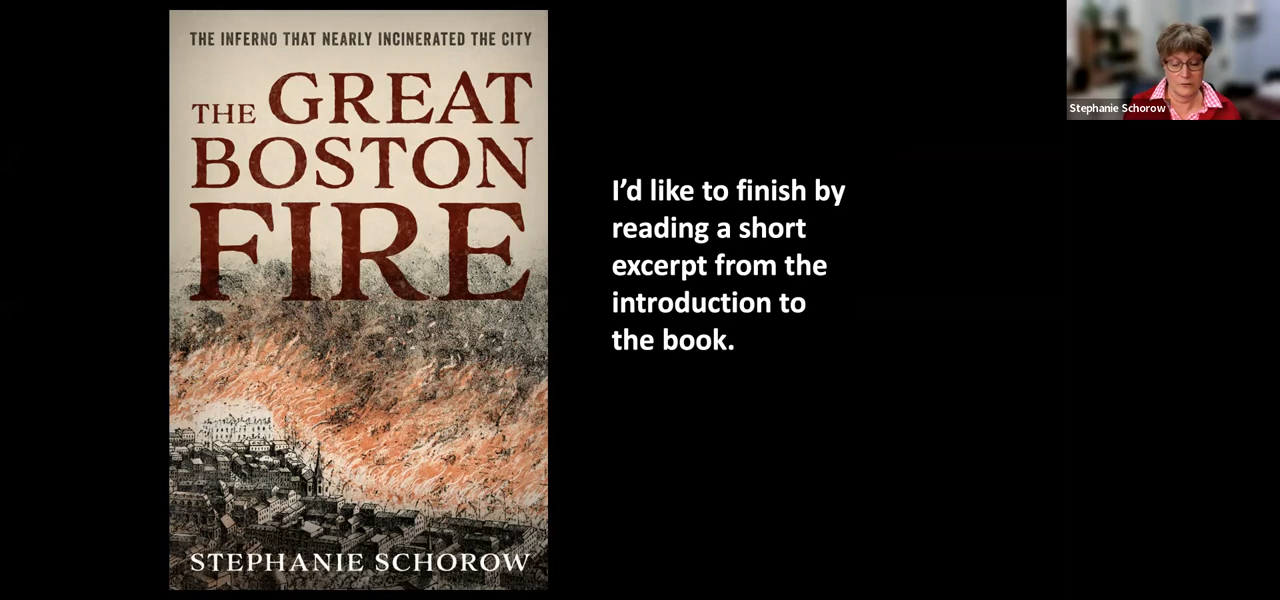 THE INFERNO THAT NEARLY INCINERATED THE CITY
THE GREAT
BOSTON
FIRE
STEPHANIE SCHOROW
I'd like to finish by
reading a short
excerpt from the
introduction to
the book.
Stephanie Schorow